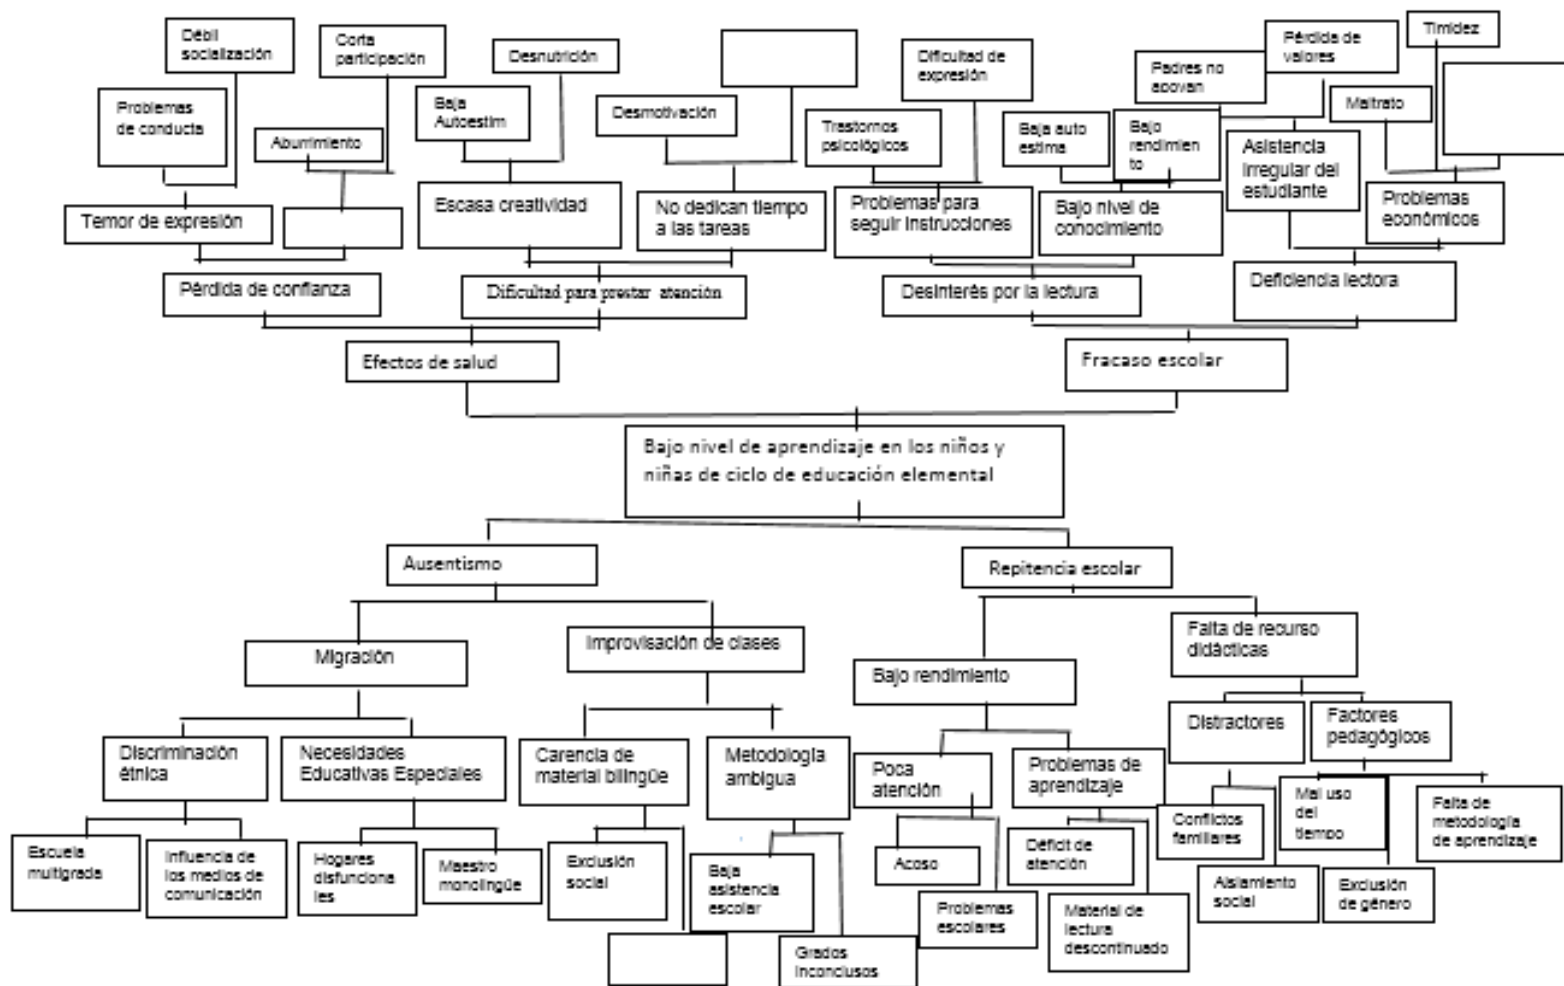 Débil
socialización
Corta
participación
Desnutrición
Dificultad de
expresión
Pérdida de
valores
Timidez
Padres no
apoyan
Problemas
de conducta
Aburrimiento
Baja
Autoestim
Desmotivación
Trastornos
psicológicos
Baja auto
estima
Bajo
rendimien
to
Asistencia
irregular del
estudiante
Maltrato
Temor de expresión
Escasa creatividad
No dedican tiempo
a las tareas
Problemas para
seguir instrucciones
Bajo nivel de
conocimiento
Problemas
económicos
Pérdida de confianza
Dificultad para prestar atención
Desinterés por la lectura
Deficiencia lectora
Efectos de salud
Fracaso escolar
Bajo nivel de aprendizaje en los niños y
niñas de ciclo de educación elemental
Ausentismo
Repitencia escolar
Migración
Improvisación de clases
Bajo rendimiento
Falta de recurso
didácticas
Discriminación
étnica
Necesidades
Educativas Especiales
Carencia de
material bilingüe
Metodología
ambigua
Poca
atención
Problemas de
aprendizaje
Distractores
Factores
pedagógicos
Escuela
multigrada
Influencia de
los medios de
comunicación
Hogares
disfunciona
les
Maestro
monolingüe
Exclusión
social
Baja
asistencia
escolar
Grados
inconclusos
Acoso
Problemas
escolares
Déficit de
atención
Material de
lectura
descontinuado
Conflictos
familiares
Aislamiento
social
Mal uso
del
tiempo
Exclusión
de género
Falta de
metodología
de aprendizaje